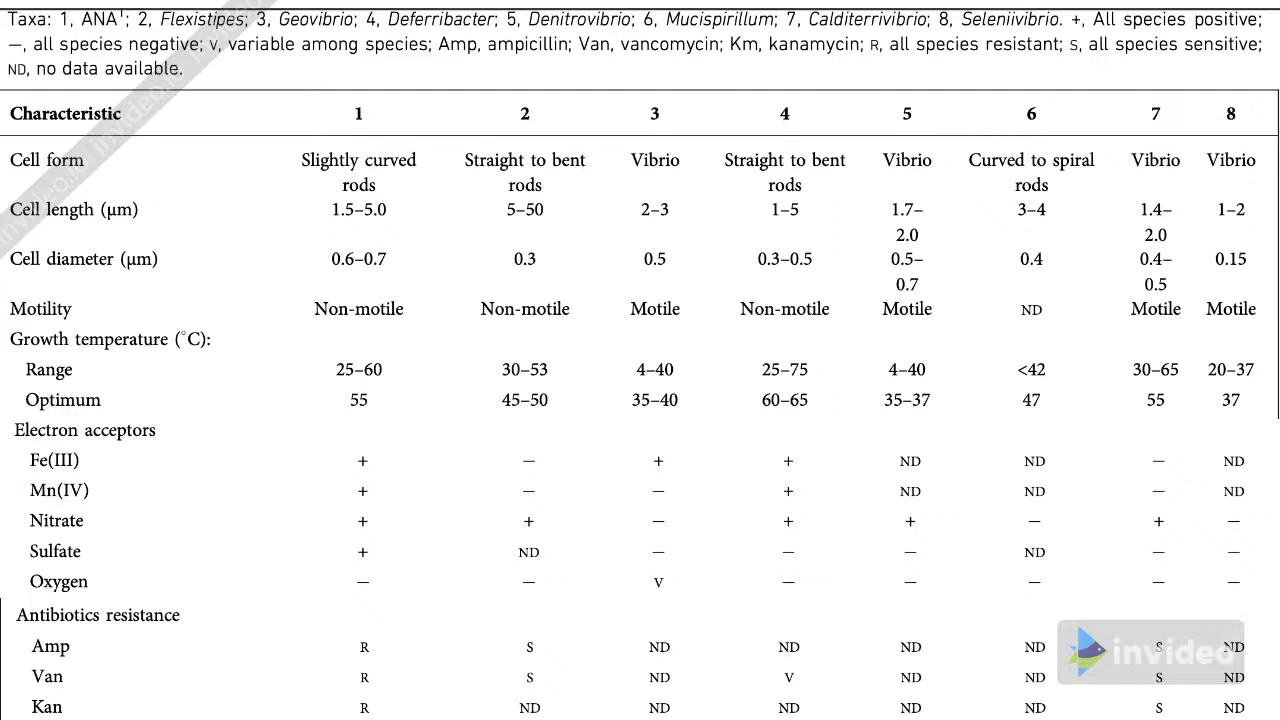 Taxa: 1, ANAᵀ; 2, Flexistipes; 3, Geovibrio; 4, Deferribacter; 5, Denitrovibrio; 6, Mucispirillum; 7, Calditerrivibrio; 8, Seleniivibrio. +, All species positive;
—, all species negative; V, variable among species; Amp, ampicillin; Van, vancomycin; Km, kanamycin; R, all species resistant; S, all species sensitive;
ND, no data available.
Characteristic 1 2 3 4 5 6 7 8
Cell form Slightly curved Straight to bent Vibrio Straight to bent Vibrio Curved to spiral Vibrio Vibrio
rods rods rods rods
Cell length (µm) 1.5–5.0 5–50 2–3 1–5 1.7– 3–4 1.4– 1–2
2.0 2.0
Cell diameter (µm) 0.6–0.7 0.3 0.5 0.3–0.5 0.5– 0.4 0.4– 0.15
0.7 0.5
Motility Non-motile Non-motile Motile Non-motile Motile ND Motile Motile
Growth temperature (°C):
Range 25–60 30–53 4–40 25–75 4–40 <42 30–65 20–37
Optimum 55 45–50 35–40 60–65 35–37 47 55 37
Electron acceptors
Fe(III) + — + + ND ND — ND
Mn(IV) + — — + ND ND — ND
Nitrate + + — + + — + —
Sulfate + ND — — — ND — —
Oxygen — — V — — — — —
Antibiotics resistance
Amp R S ND ND ND ND S ND
Van R S ND V ND ND S ND
Kan R ND ND ND ND ND S ND
invideo